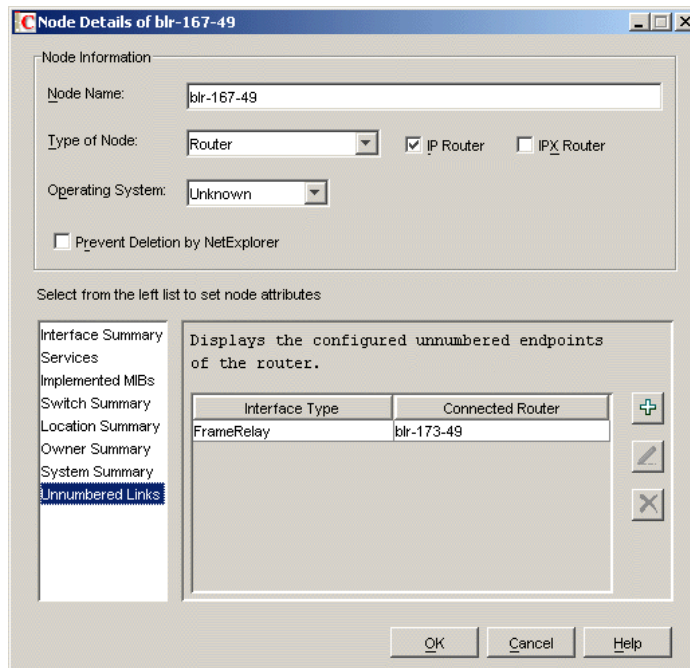 Node Details of blr-167-49
Node Information
Node Name: blr-167-49
Type of Node: Router IP Router IPX Router
Operating System: Unknown
Prevent Deletion by NetExplorer
Select from the left list to set node attributes
Interface Summary
Services
Implemented MIBs
Switch Summary
Location Summary
Owner Summary
System Summary
Unnumbered Links
Displays the configured unnumbered endpoints
of the router.
Interface Type Connected Router
FrameRelay blr-173-49
OK Cancel Help